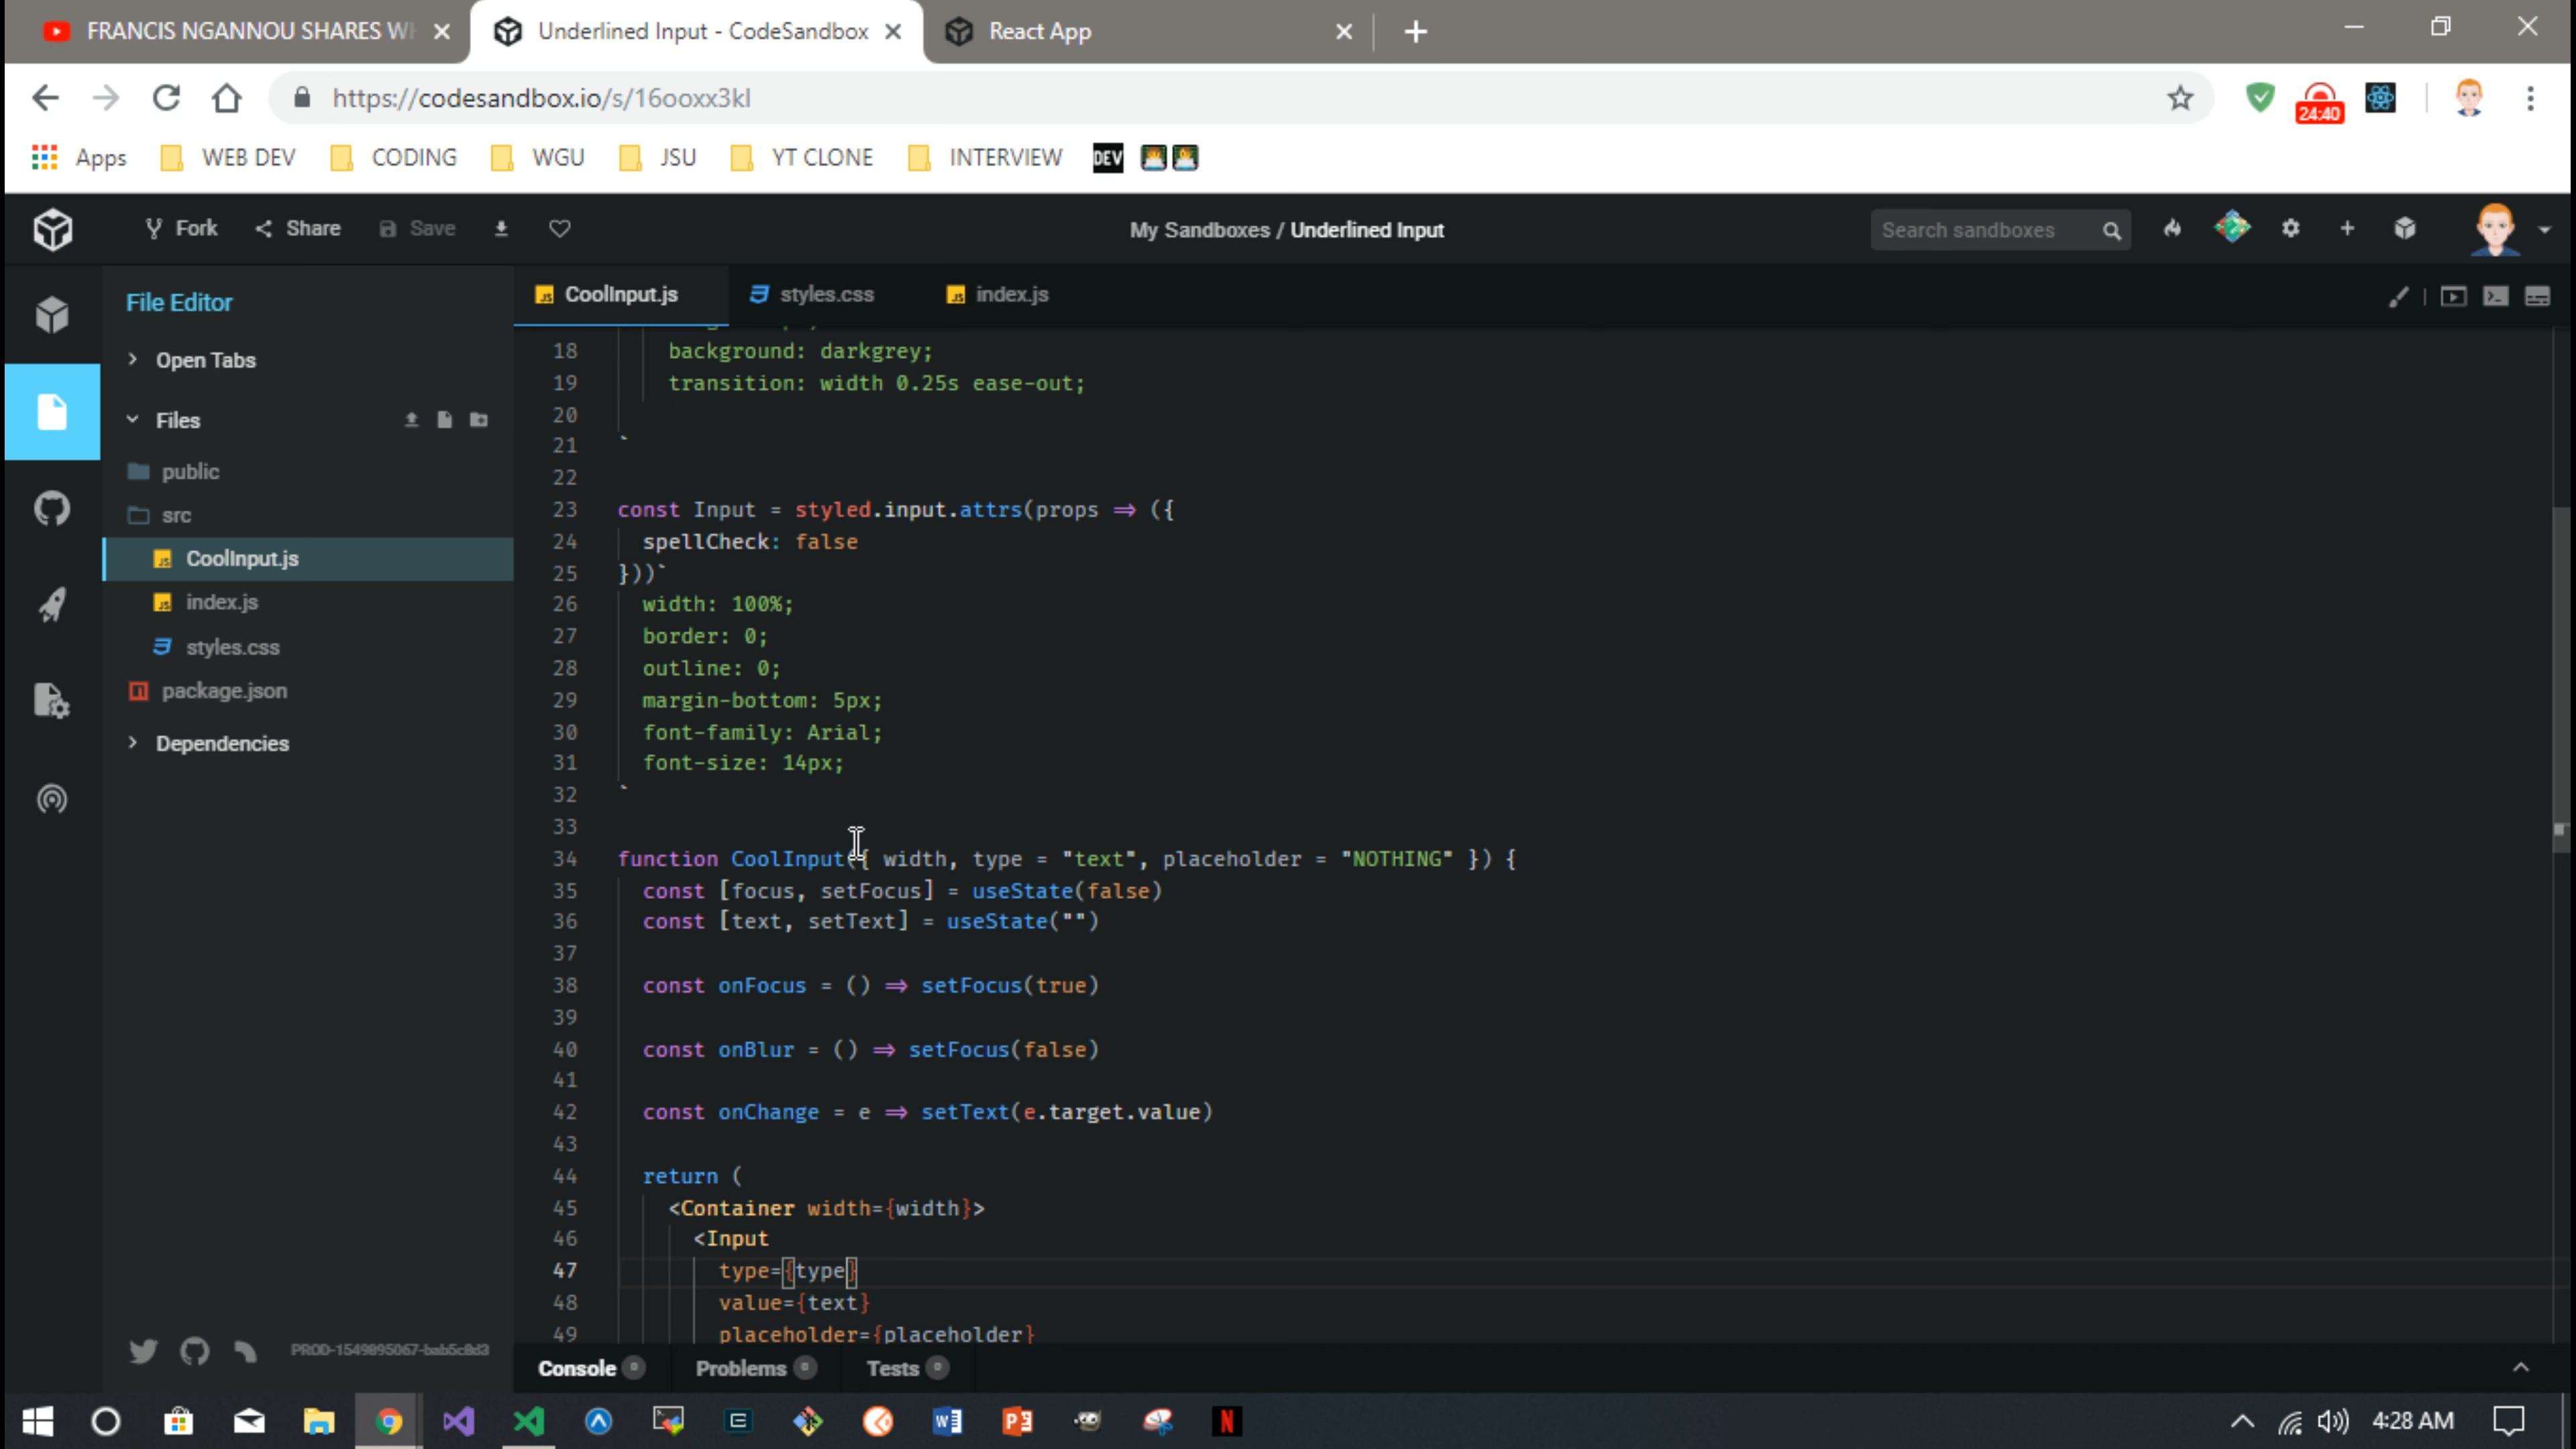 FRANCIS NGANNOU SHARES WH
Underlined Input - CodeSandbox
React App
https://codesandbox.io/s/16ooxx3kl
24:40
Apps
WEB DEV
CODING
WGU
JSU
YT CLONE
INTERVIEW
DEV
Fork
Share
Save
My Sandboxes / Underlined Input
Search sandboxes
File Editor
Open Tabs
Files
public
src
CoolInput.js
index.js
styles.css
package.json
Dependencies
PROD-1549895067-bab5c8d3
CoolInput.js
styles.css
index.js
18 background: darkgrey;
19 transition: width 0.25s ease-out;
20
21 `
22
23 const Input = styled.input.attrs(props => ({
24 spellCheck: false
25 }))`
26 width: 100%;
27 border: 0;
28 outline: 0;
29 margin-bottom: 5px;
30 font-family: Arial;
31 font-size: 14px;
32 `
33
34 function CoolInput({ width, type = "text", placeholder = "NOTHING" }) {
35 const [focus, setFocus] = useState(false)
36 const [text, setText] = useState("")
37
38 const onFocus = () => setFocus(true)
39
40 const onBlur = () => setFocus(false)
41
42 const onChange = e => setText(e.target.value)
43
44 return (
45 <Container width={width}>
46 <Input
47 type={type}
48 value={text}
49 placeholder={placeholder}
Console 0
Problems 0
Tests 0
4:28 AM